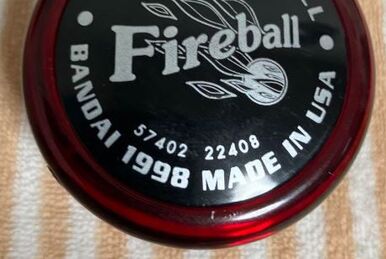 Fireball
57402 22408
• BANDAI 1998 MADE IN USA •